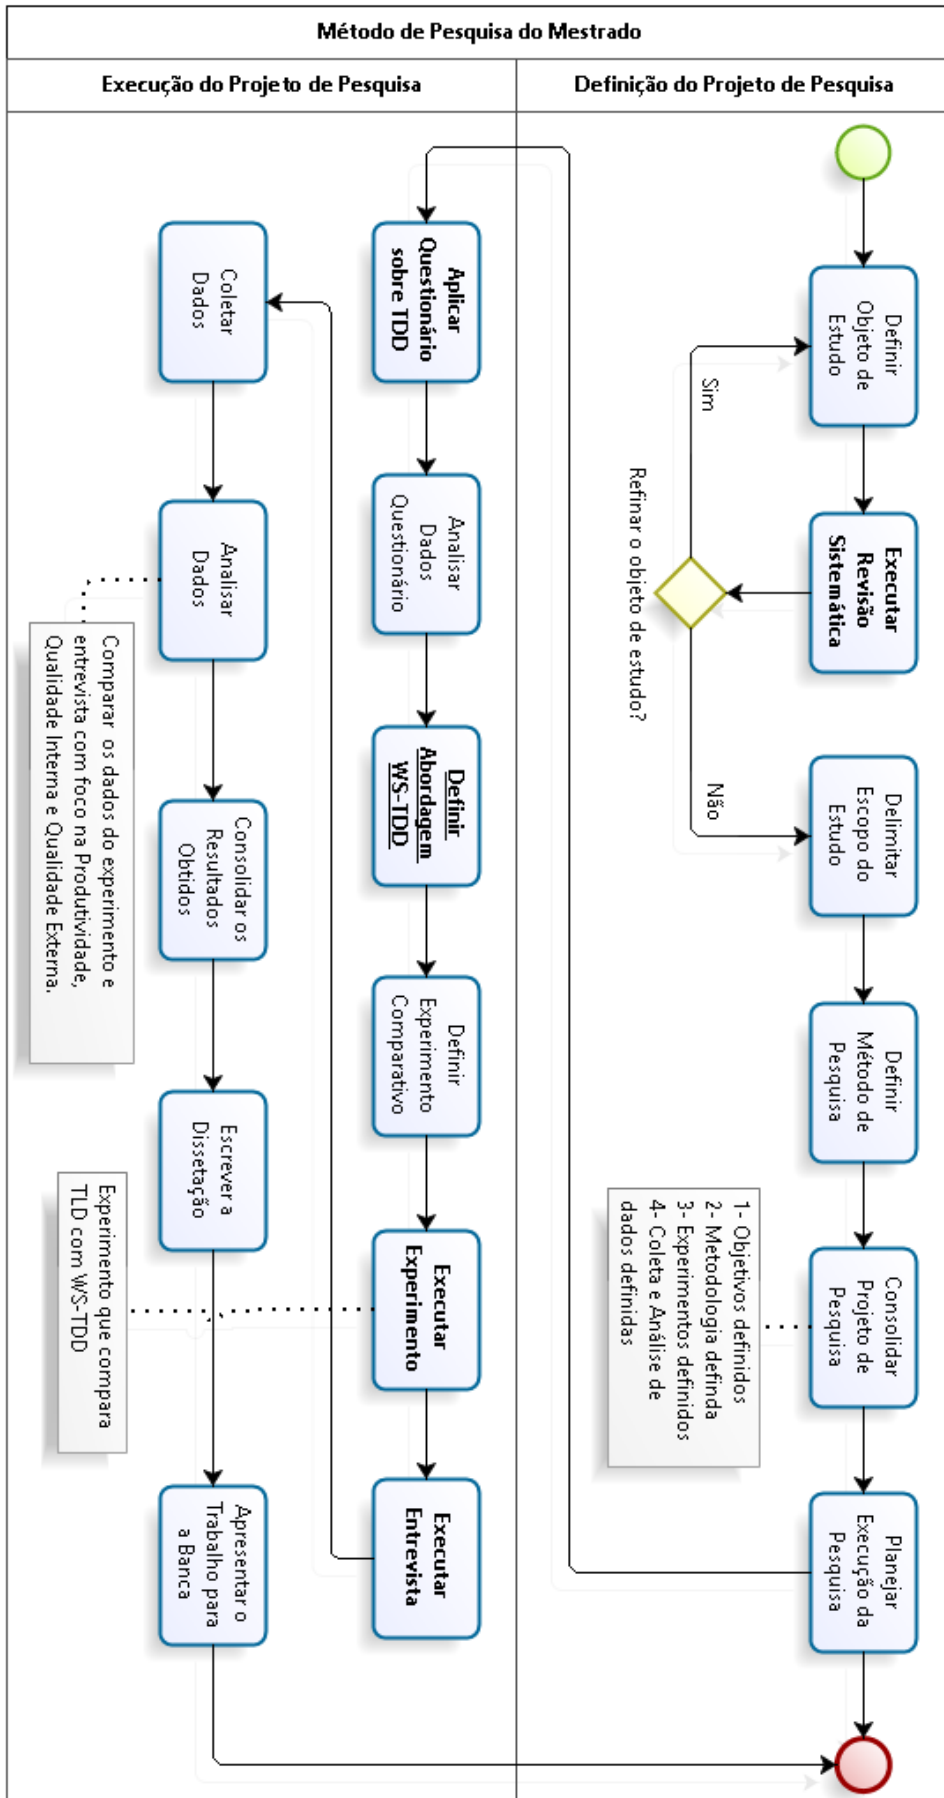 Método de Pesquisa do Mestrado
Execução do Projeto de Pesquisa
Definição do Projeto de Pesquisa
Definir
Objeto de
Estudo
Executar
Revisão
Sistemática
Refinar o objeto de estudo?
Sim
Não
Delimitar
Escopo do
Estudo
Definir
Método de
Pesquisa
Consolidar
Projeto de
Pesquisa
1- Objetivos definidos
2- Metodologia definda
3- Experimentos definidos
4- Coleta e Análise de
dados definidas
Planejar
Execução da
Pesquisa
Aplicar
Questionário
sobre TDD
Analisar
Dados
Questionário
Definir
Abordagem
WS-TDD
Definir
Experimento
Comparativo
Executar
Experimento
Experimento que compara
TLD com WS-TDD
Executar
Entrevista
Coletar
Dados
Analisar
Dados
Comparar os dados do experimento e
entrevista com foco na Produtividade,
Qualidade Interna e Qualidade Externa.
Consolidar os
Resultados
Obtidos
Escrever a
Dissetação
Apresentar o
Trabalho para
a Banca